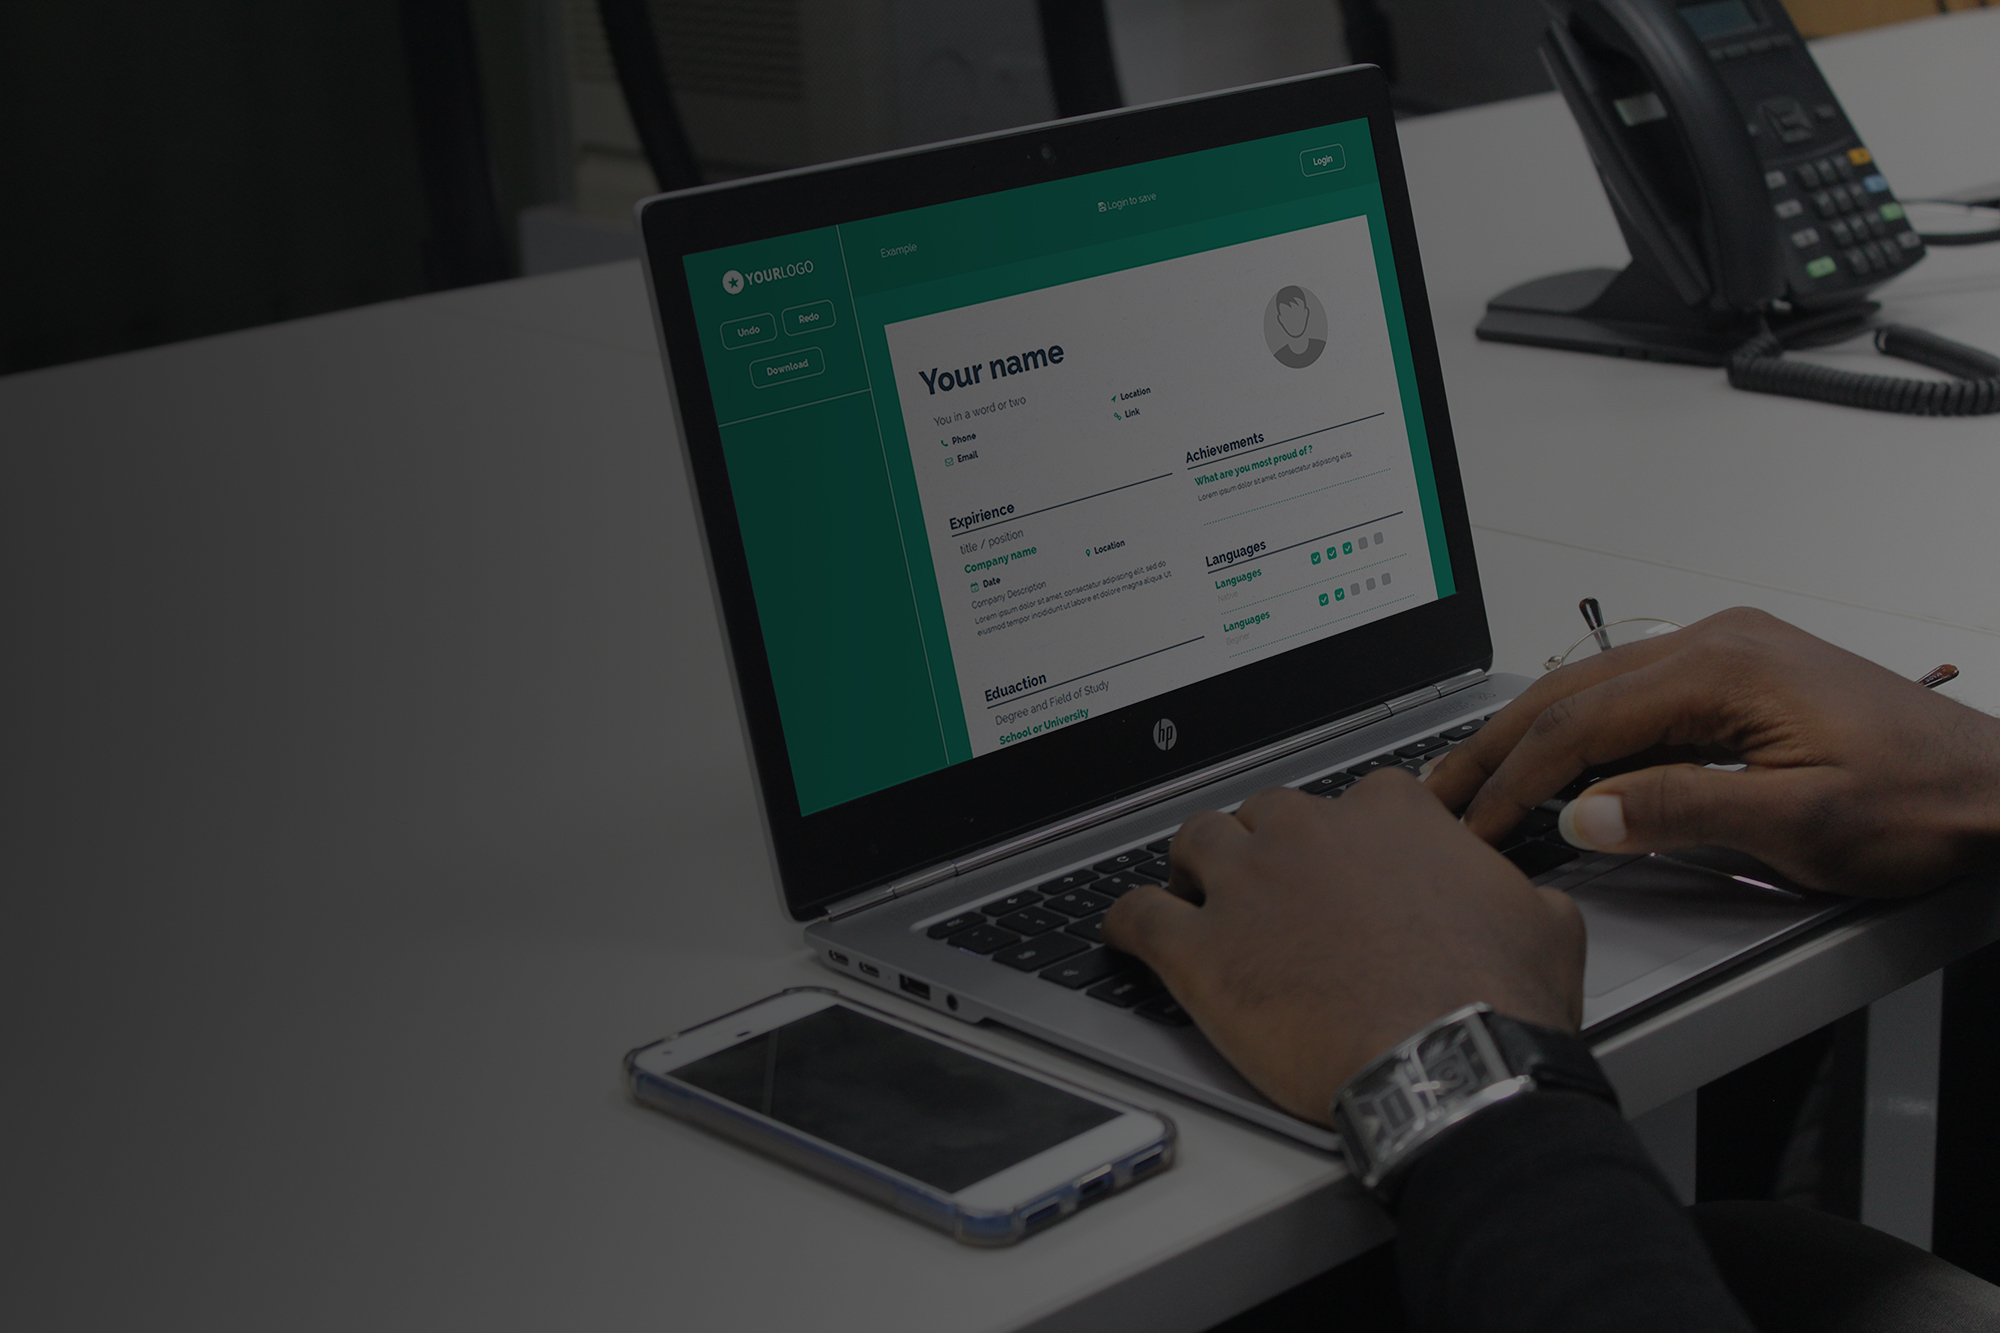 YOURLOGO
Undo
Redo
Download
Example
Login to save
Login
Your name
You in a word or two
Phone
Email
Location
Link
Expirience
title / position
Company name
Location
Date
Company Description
Lorem ipsum dolor sit amet, consectetur adipisicing elit, sed do
eiusmod tempor incididunt ut labore et dolore magna aliqua. Ut
Eduaction
Degree and Field of Study
School or University
Achievements
What are you most proud of ?
Lorem ipsum dolor sit amet, consectetur adipiscing elits.
Languages
Languages
Native
Languages
Beginer
hp